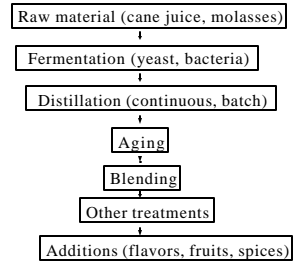 Raw material (cane juice, molasses)
Fermentation (yeast, bacteria)
Distillation (continuous, batch)
Aging
Blending
Other treatments
Additions (flavors, fruits, spices)